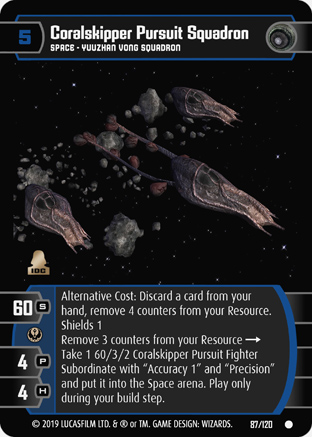 5
Coralskipper Pursuit Squadron
SPACE - YUUZHAN VONG SQUADRON
IDC
60 S
4 P
4 H
Alternative Cost: Discard a card from your
hand, remove 4 counters from your Resource.
Shields 1
Remove 3 counters from your Resource →
Take 1 60/3/2 Coralskipper Pursuit Fighter
Subordinate with “Accuracy 1” and “Precision”
and put it into the Space arena. Play only
during your build step.
© 2019 LUCASFILM LTD. & ® or TM. GAME DESIGN: WIZARDS. 87/120